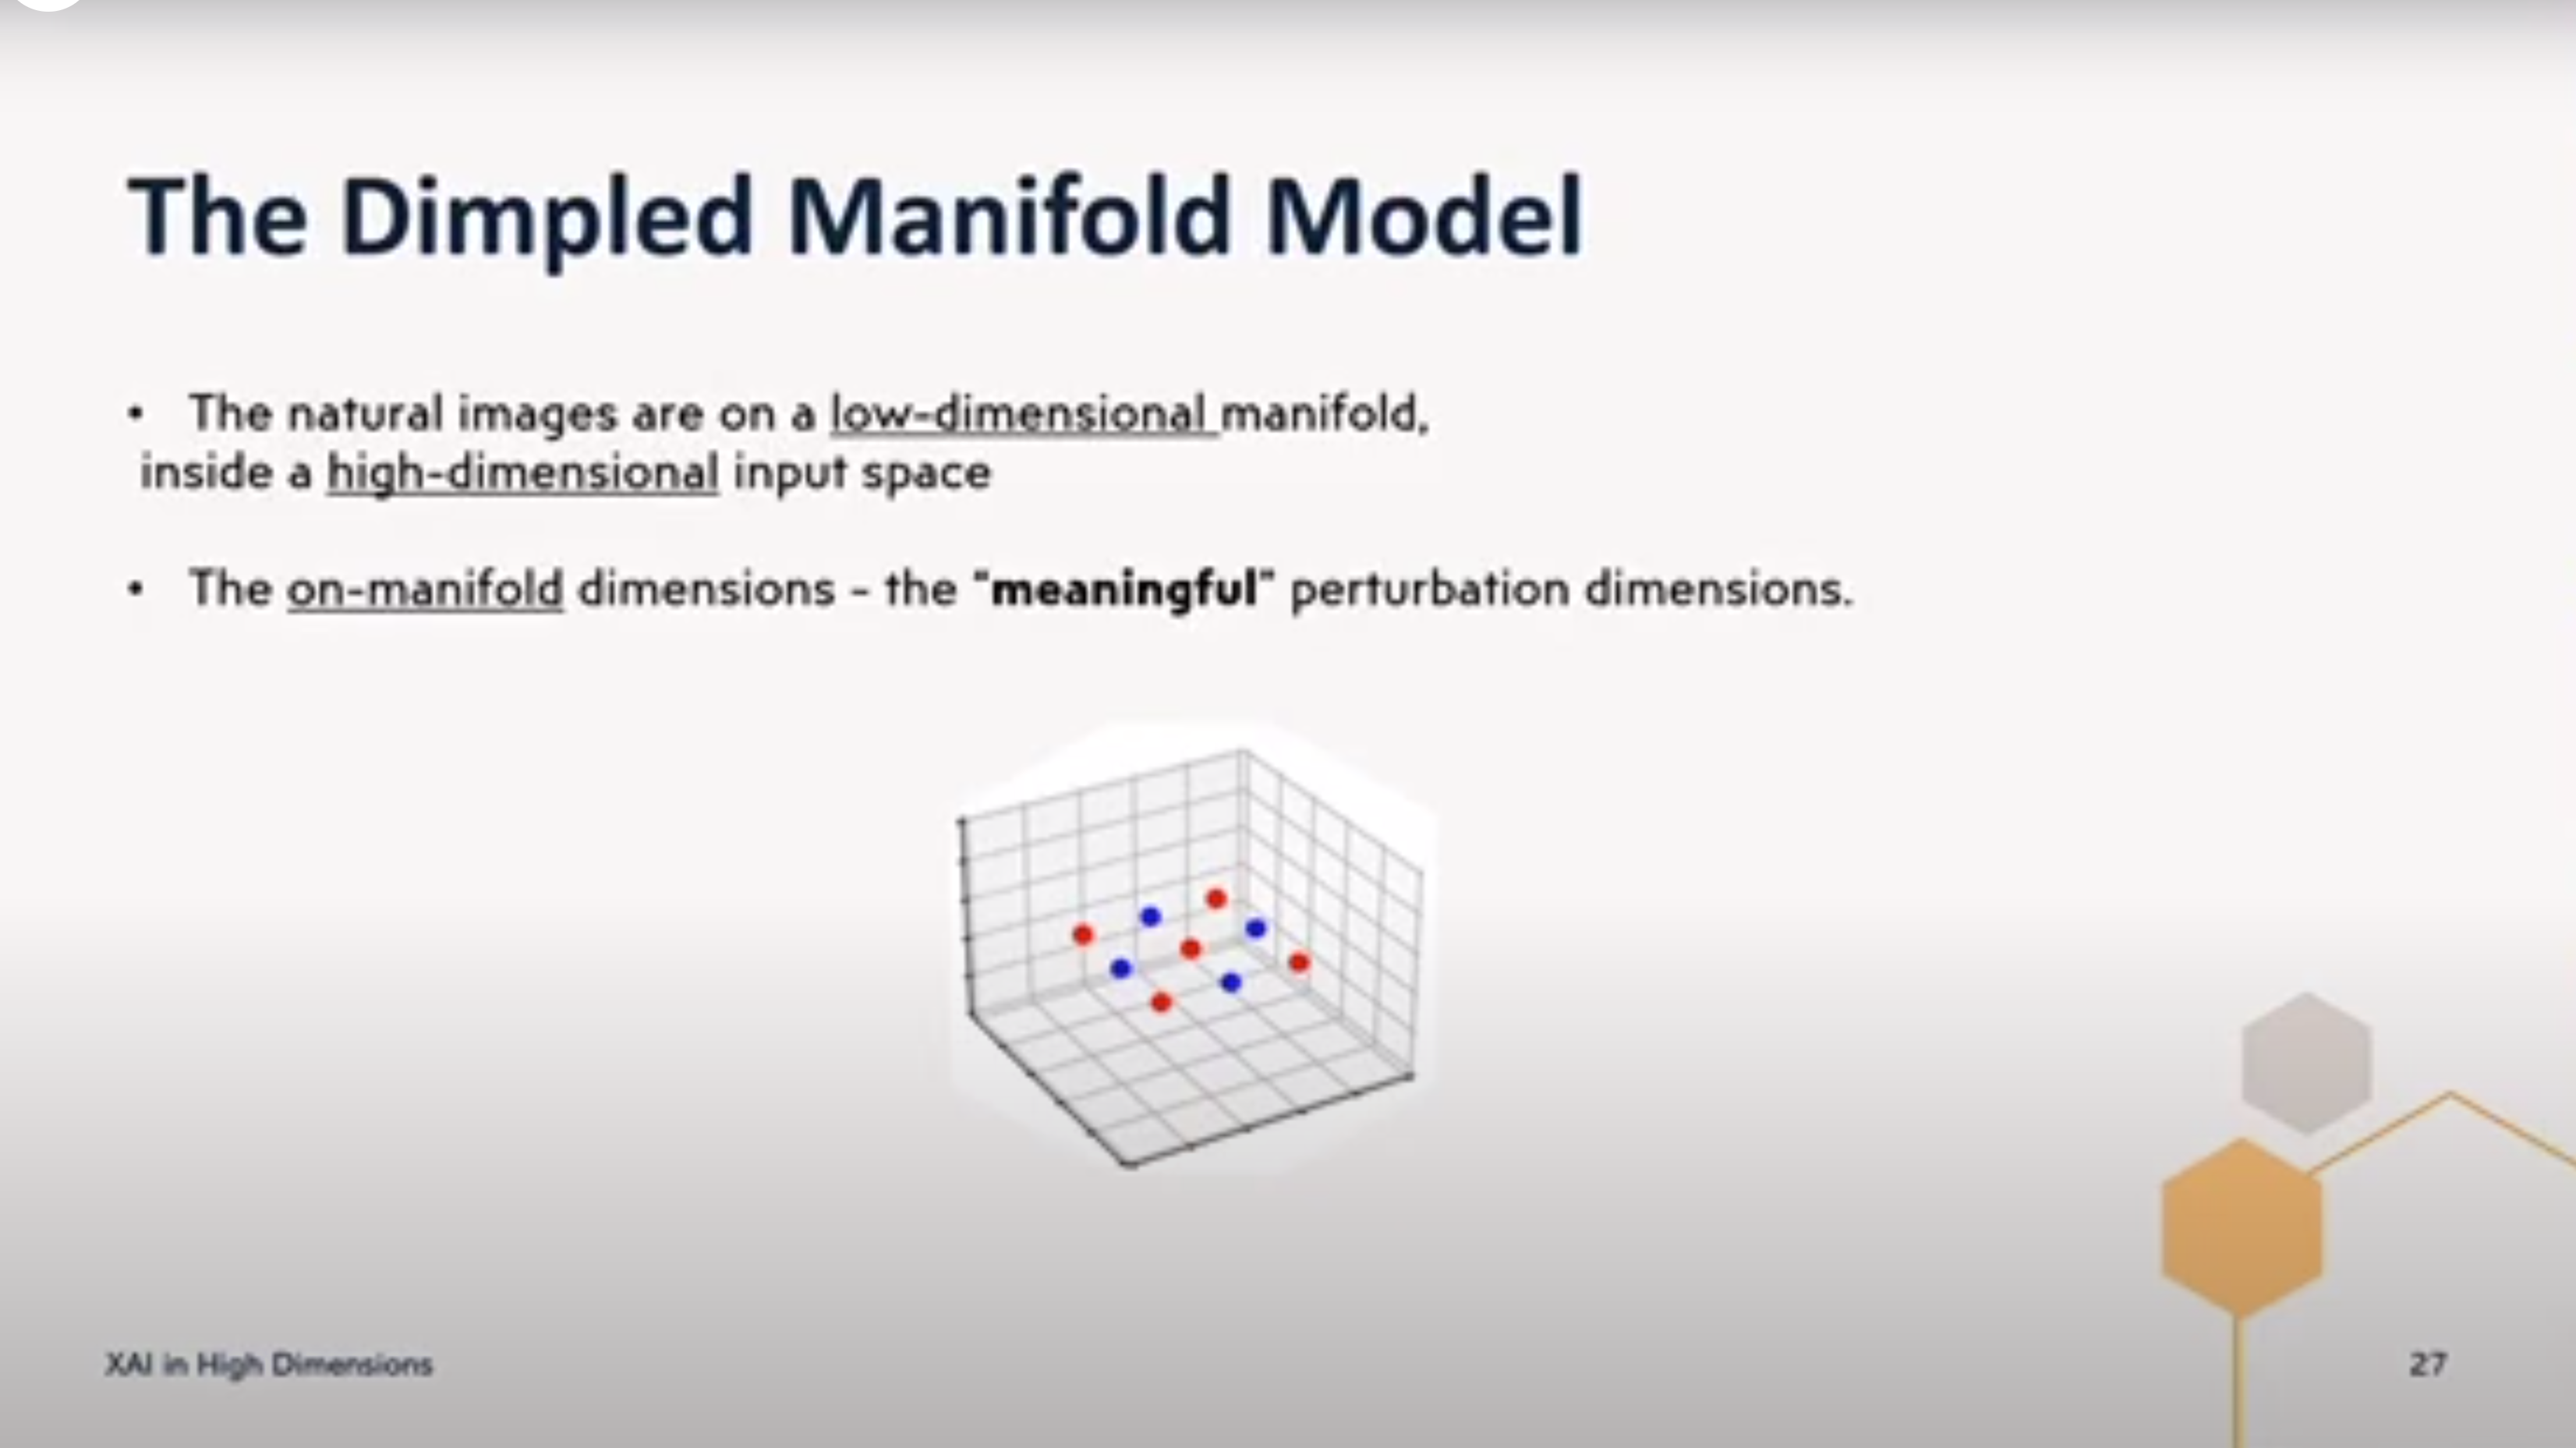 The Dimpled Manifold Model
• The natural images are on a low-dimensional manifold,
inside a high-dimensional input space
• The on-manifold dimensions – the "meaningful" perturbation dimensions.
XAI in High Dimensions
27